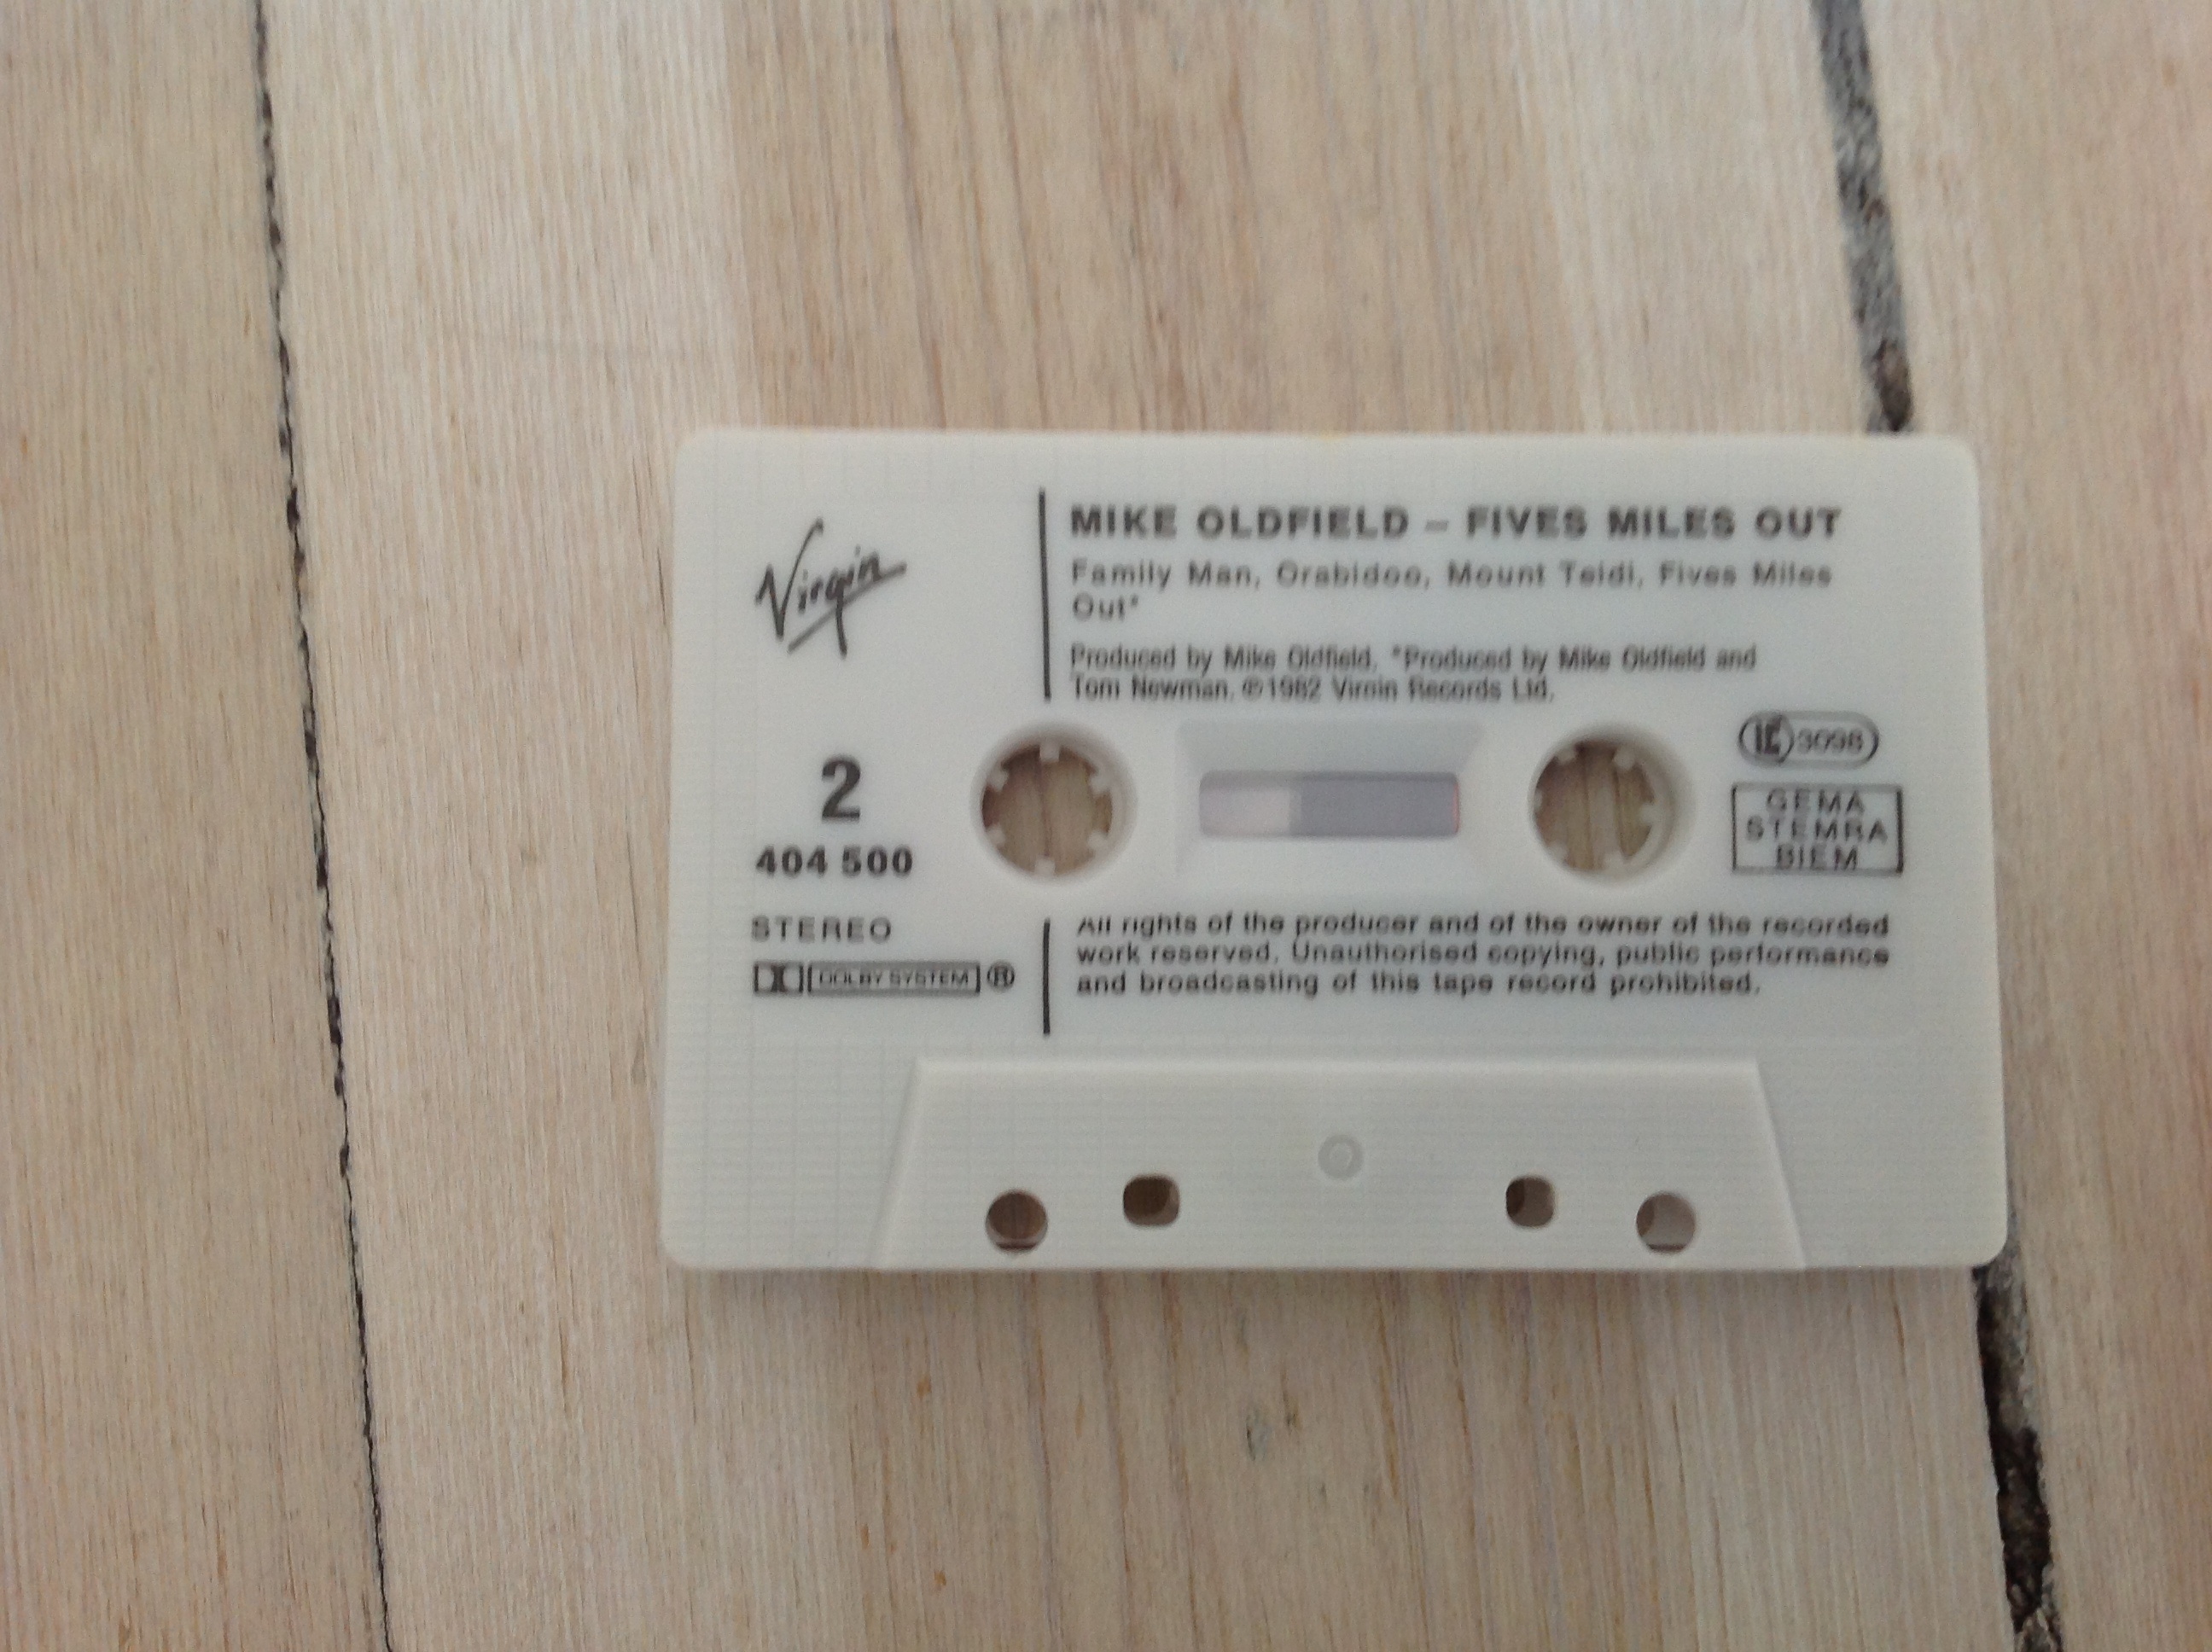 Virgin
MIKE OLDFIELD – FIVES MILES OUT
Family Man, Orabidoo, Mount Teidi, Fives Miles
Out*
Produced by Mike Oldfield. *Produced by Mike Oldfield and
Tom Newman. ℗1982 Virgin Records Ltd.
2
404 500
LC 3098
GEMA
STEMRA
BIEM
STEREO
DOLBY SYSTEM ®
All rights of the producer and of the owner of the recorded
work reserved. Unauthorised copying, public performance
and broadcasting of this tape record prohibited.